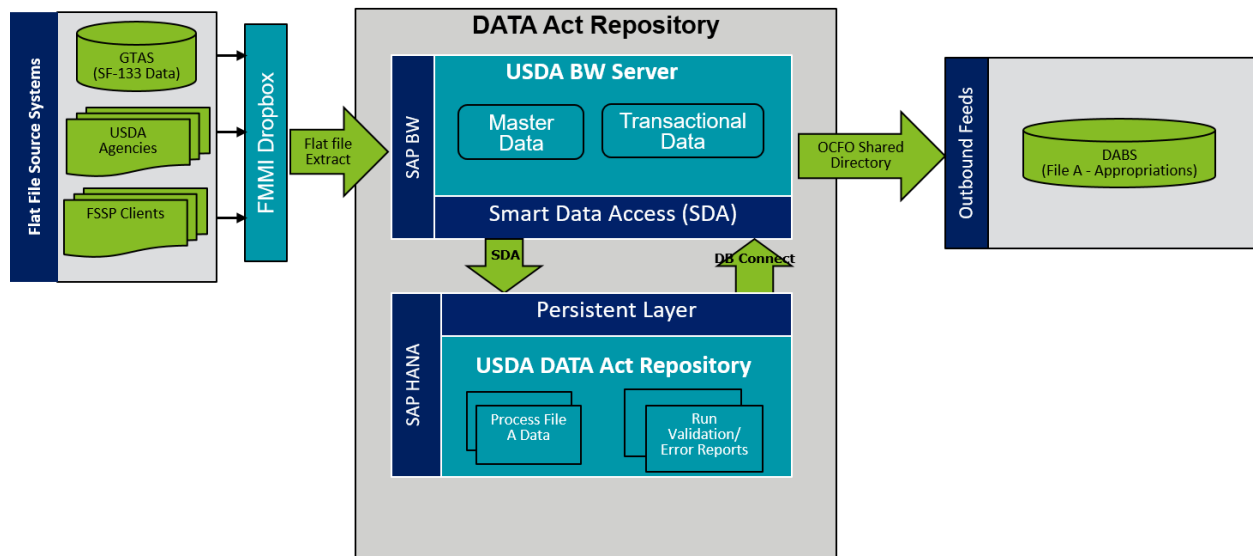 Flat File Source Systems
GTAS
(SF-133 Data)
USDA
Agencies
FSSP Clients
FMMI Dropbox
Flat file
Extract
DATA Act Repository
SAP BW
USDA BW Server
Master
Data
Transactional
Data
Smart Data Access (SDA)
SDA
DB Connect
SAP HANA
Persistent Layer
USDA DATA Act Repository
Process File
A Data
Run
Validation/
Error Reports
OCFO Shared
Directory
Outbound Feeds
DABS
(File A - Appropriations)